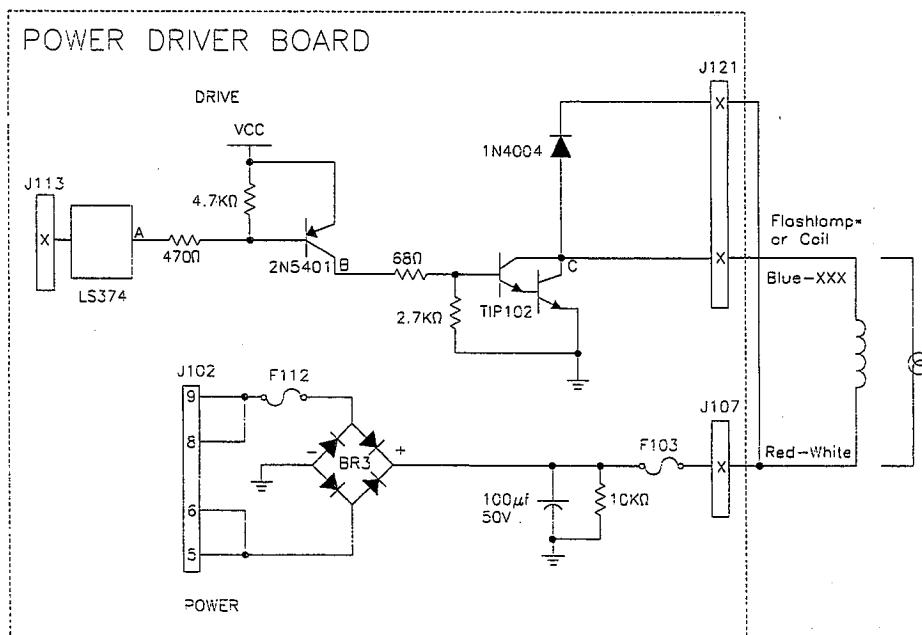 POWER DRIVER BOARD
J121
DRIVE
VCC
1N4004
J113
4.7KΩ
X
X
A
470Ω
LS374
2N5401
B
68Ω
C
X
Flashlamp*
or Coil
Blue-XXX
2.7KΩ
TIP102
J102
F112
9
8
-
BR3
+
J107
F103
X
Red-White
6
5
100µf
50V
10KΩ
POWER